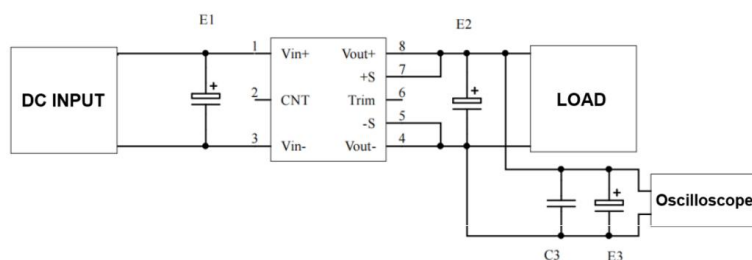 E1
E2
DC INPUT
1 Vin+ Vout+ 8
+S 7
2 CNT Trim 6
-S 5
3 Vin- Vout- 4
+
+
LOAD
+
Oscilloscope
C3
E3